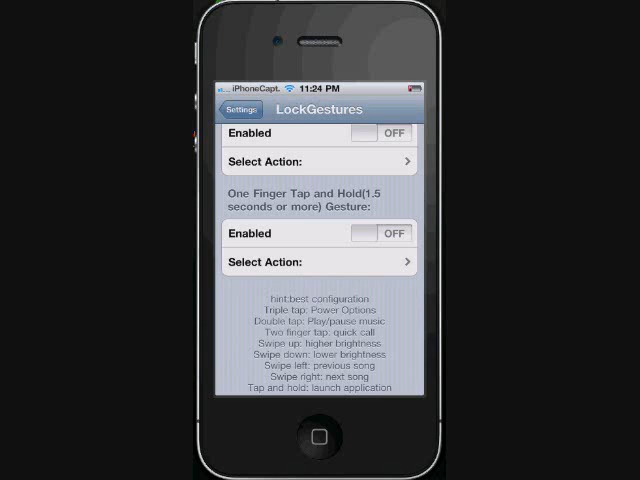 iPhoneCapt. 11:24 PM
Settings LockGestures
Enabled OFF
Select Action:
One Finger Tap and Hold(1.5
seconds or more) Gesture:
Enabled OFF
Select Action:
hint:best configuration
Triple tap: Power Options
Double tap: Play/pause music
Two finger tap: quick call
Swipe up: higher brightness
Swipe down: lower brightness
Swipe left: previous song
Swipe right: next song
Tap and hold: launch application